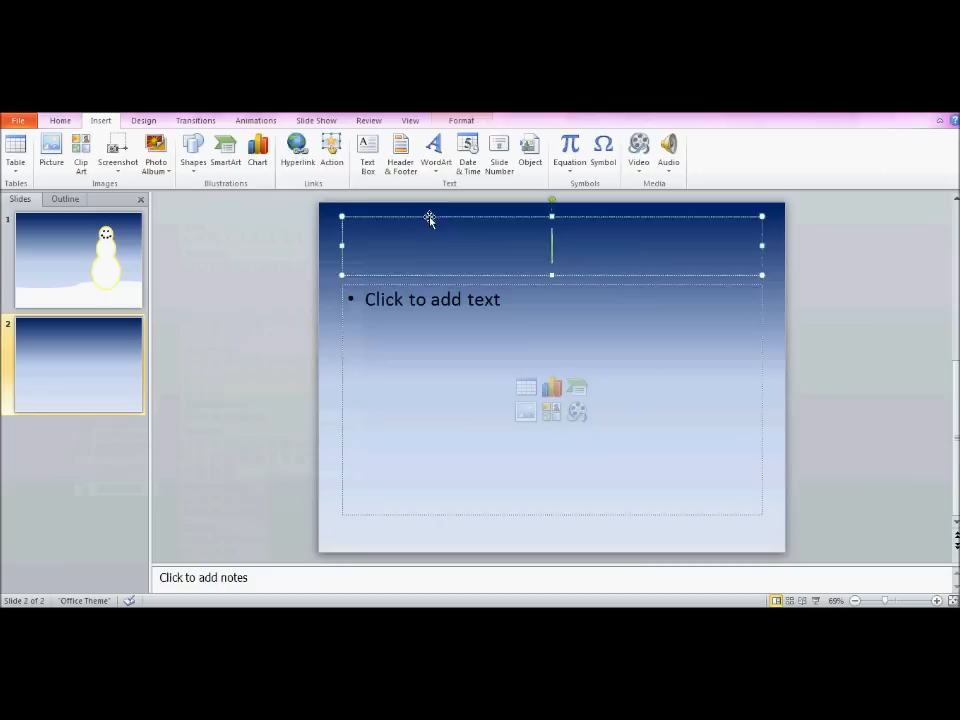 File Home Insert Design Transitions Animations Slide Show Review View Format
Table Picture Clip Art Screenshot Photo Album Shapes SmartArt Chart Hyperlink Action Text Box Header & Footer WordArt Date & Time Slide Number Object Equation Symbol Video Audio
Tables Images Illustrations Links Text Symbols Media
Slides Outline
1
2
• Click to add text
Click to add notes
Slide 2 of 2 "Office Theme" 69%